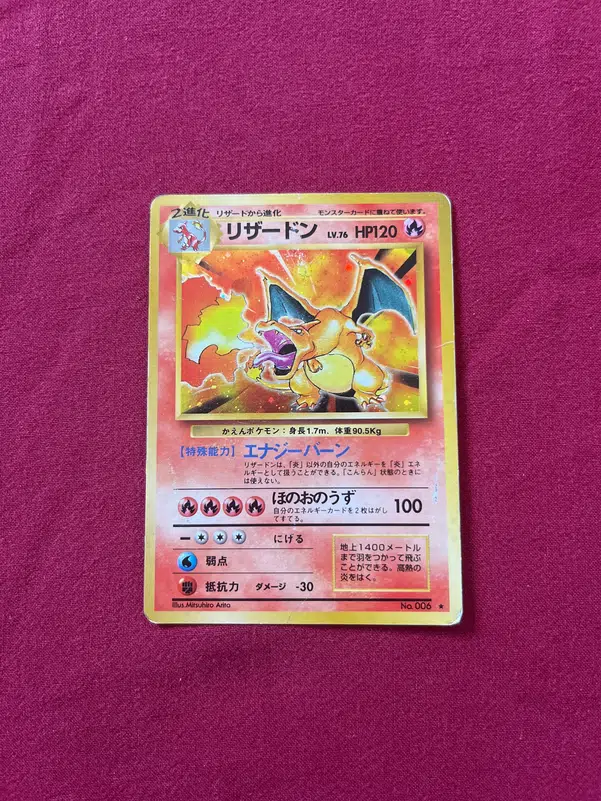 2進化 リザードから進化 モンスターカードに重ねて使います。
リザードン LV.76 HP120
かえんポケモン：身長1.7m. 体重90.5Kg
【特殊能力】エナジーバーン
リザードンは、「炎」以外の自分のエネルギーを「炎」エネ
ルギーとして扱うことができる。「こんらん」状態のときに
は使えない。
ほのおのうず 100
自分のエネルギーカードを2枚はがし
てすてる。
にげる
弱点
抵抗力 ダメージ -30
地上1400メートル
まで羽をつかって飛ぶ
ことができる。高熱の
炎をはく。
Illus. Mitsuhiro Arita
No. 006 ★